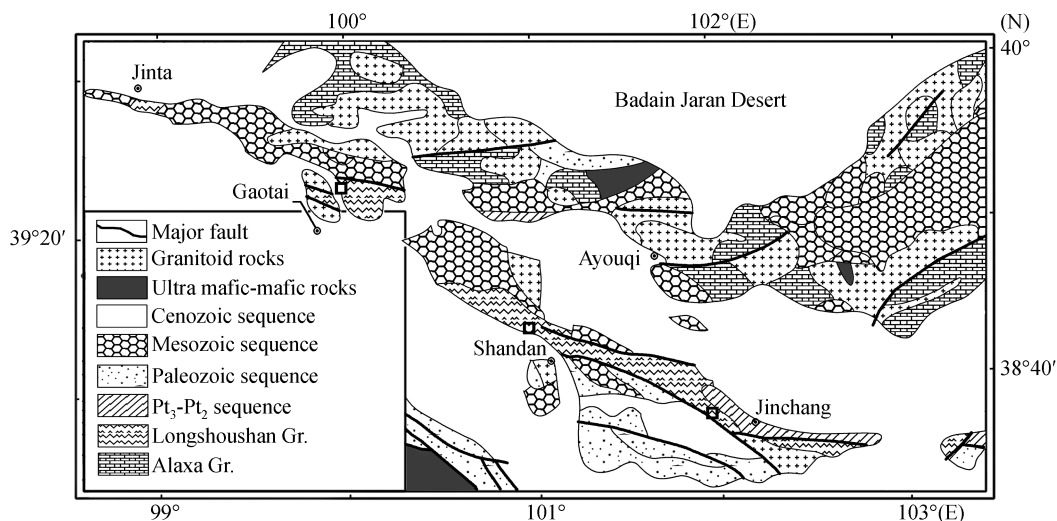 100°
102°(E)
(N)
40°
Jinta
Badain Jaran Desert
Gaotai
39°20′
Major fault
Granitoid rocks
Ultra mafic-mafic rocks
Cenozoic sequence
Mesozoic sequence
Paleozoic sequence
Pt₃-Pt₂ sequence
Longshoushan Gr.
Alaxa Gr.
Ayouqi
Shandan
38°40′
Jinchang
99°
101°
103°(E)